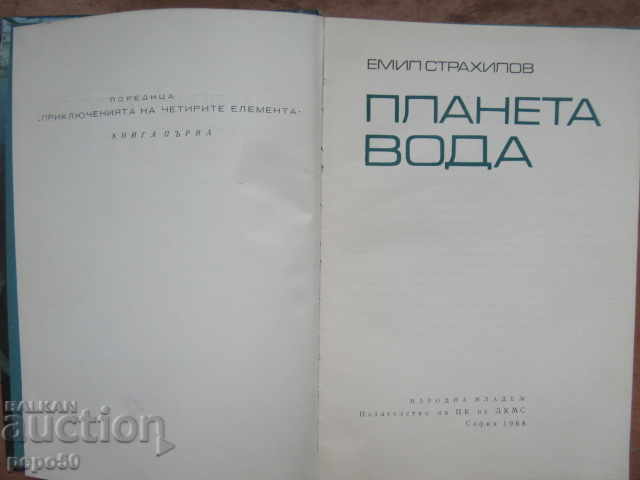 ПОРЕДИЦА
„ПРИКЛЮЧЕНИЯТА НА ЧЕТИРИТЕ ЕЛЕМЕНТА“
КНИГА ПЪРВА
ЕМИЛ СТРАХИЛОВ
ПЛАНЕТА
ВОДА
НАРОДНА МЛАДЕЖ
Издателство на ЦК на ДКМС
София 1968
BALKAN
auction
pepo50